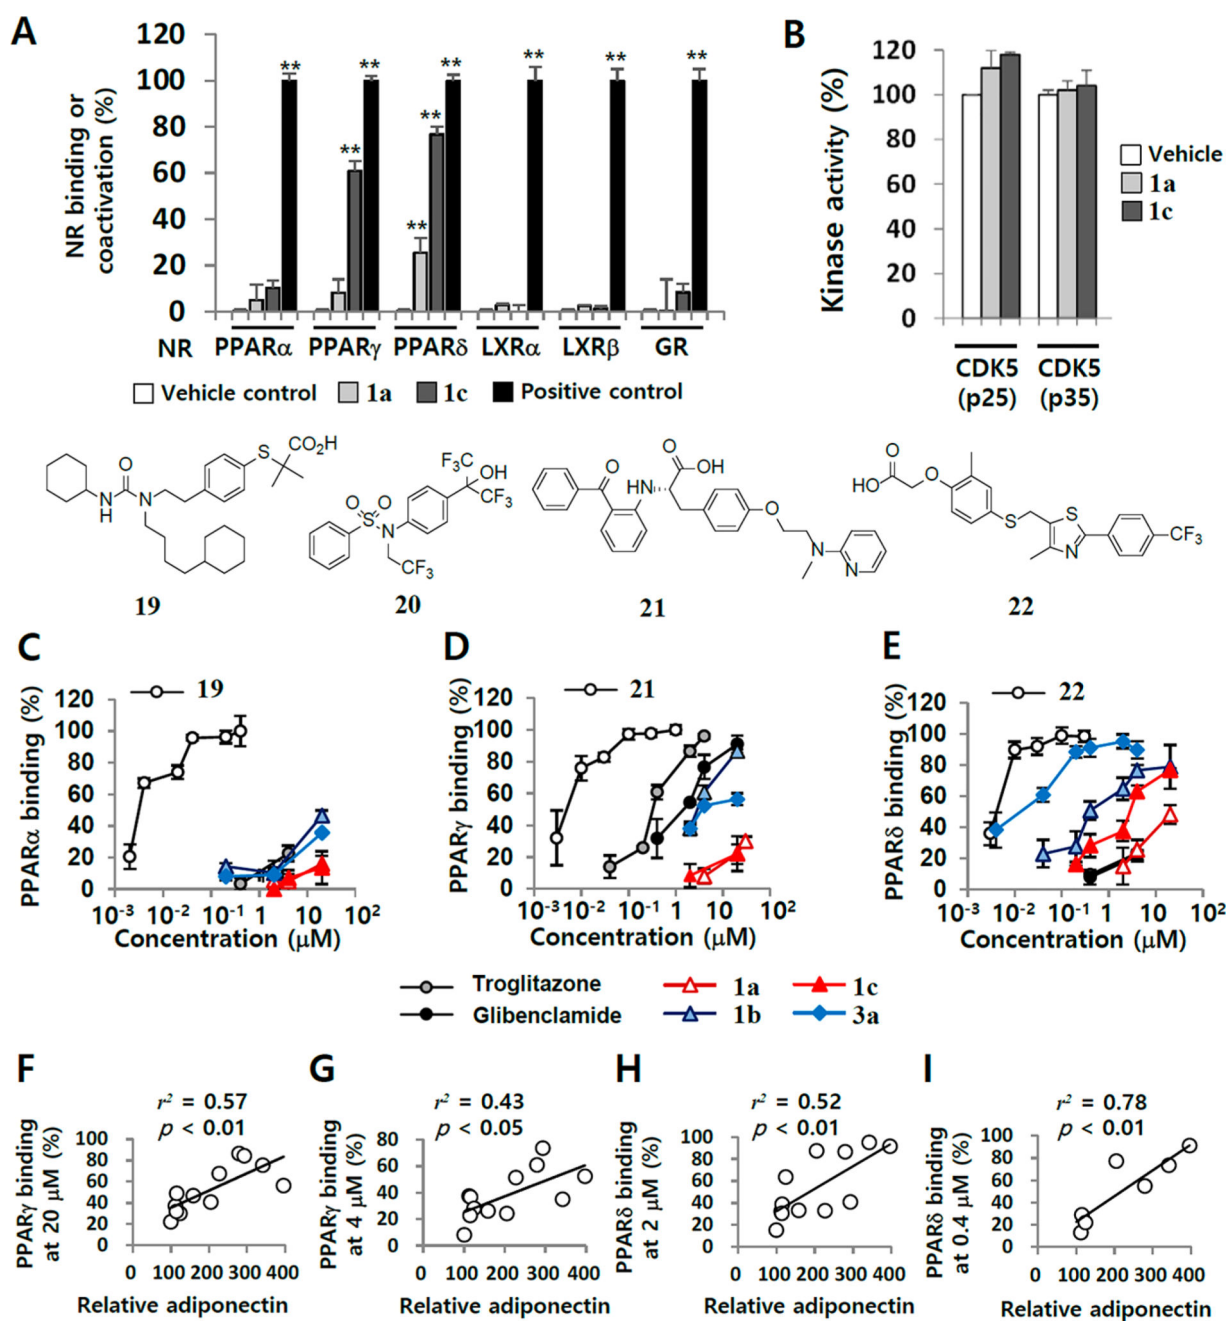 A
NR binding or
coactivation (%)
120
100
80
60
40
20
0
**
**
**
**
**
**
**
**
**
NR PPARα PPARγ PPARδ LXRα LXRβ GR
Vehicle control 1a 1c Positive control
B
Kinase activity (%)
120
100
80
60
40
20
0
CDK5 CDK5
(p25) (p35)
Vehicle
1a
1c
N
H
O
N
S
CO2H
19
F3C
OH
CF3
O O
S
N
CF3
20
O
HN
O
OH
O
N
N
21
O
HO
O
S
S
N
CF3
22
C
19
PPARα binding (%)
120
100
80
60
40
20
0
10-3 10-2 10-1 1 10 102
Concentration (μM)
D
21
PPARγ binding (%)
120
100
80
60
40
20
0
10-3 10-2 10-1 1 10 102
Concentration (μM)
E
22
PPARδ binding (%)
120
100
80
60
40
20
0
10-3 10-2 10-1 1 10 102
Concentration (μM)
Troglitazone 1a 1c
Glibenclamide 1b 3a
F
r2 = 0.57
p < 0.01
PPARγ binding
at 20 μM (%)
100
80
60
40
20
0
0 100 200 300 400
Relative adiponectin
G
r2 = 0.43
p < 0.05
PPARγ binding
at 4 μM (%)
80
60
40
20
0
0 100 200 300 400
Relative adiponectin
H
r2 = 0.52
p < 0.01
PPARδ binding
at 2 μM (%)
100
80
60
40
20
0
0 100 200 300 400
Relative adiponectin
I
r2 = 0.78
p < 0.01
PPARδ binding
at 0.4 μM (%)
100
80
60
40
20
0
0 100 200 300 400
Relative adiponectin